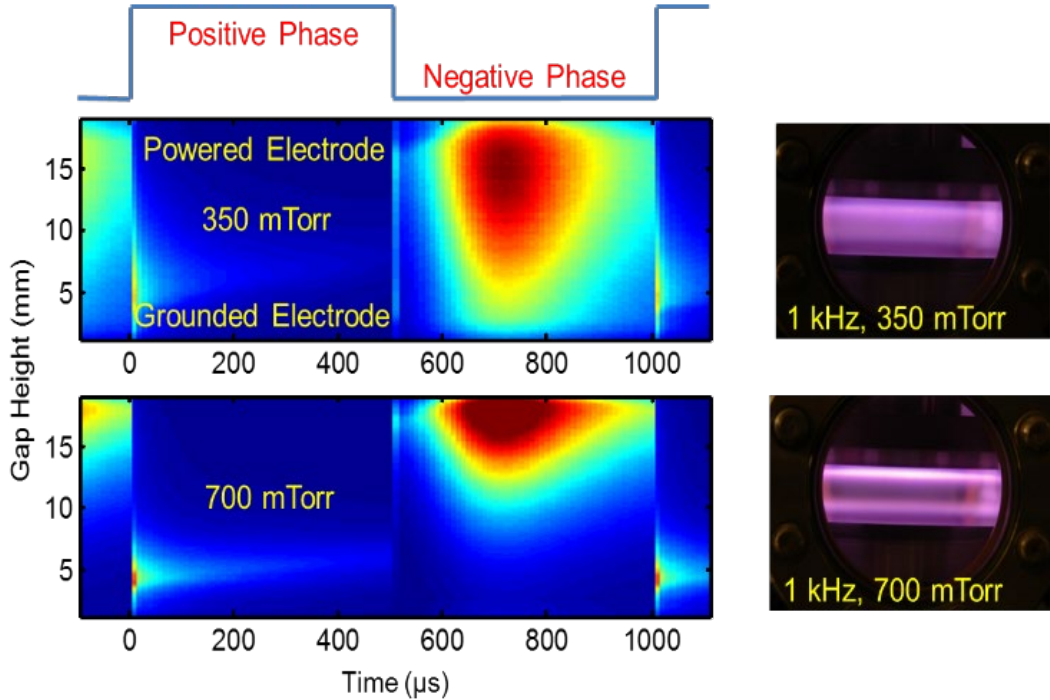 Positive Phase
Negative Phase
Gap Height (mm)
15
10
5
Powered Electrode
350 mTorr
Grounded Electrode
0
200
400
600
800
1000
1 kHz, 350 mTorr
15
10
5
700 mTorr
0
200
400
600
800
1000
Time (µs)
1 kHz, 700 mTorr